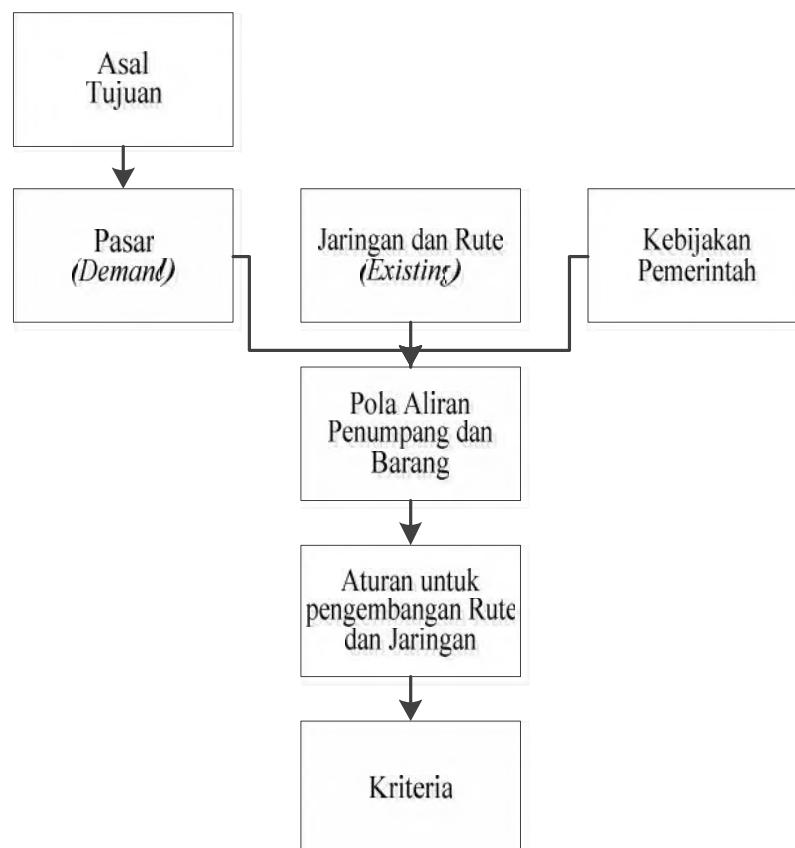 Asal
Tujuan
Pasar
(Demand)
Jaringan dan Rute
(Existing)
Kebijakan
Pemerintah
Pola Aliran
Penumpang dan
Barang
Aturan untuk
pengembangan Rute
dan Jaringan
Kriteria